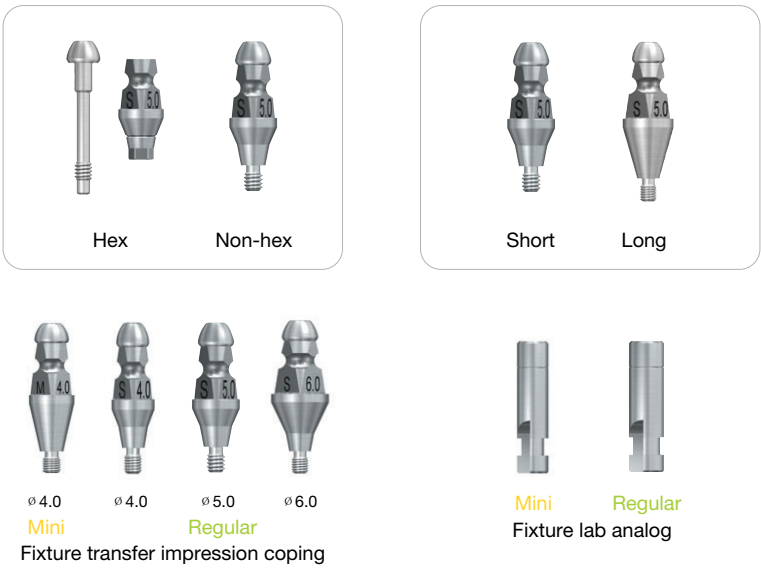 S 5.0
S 5.0
Hex Non-hex
S 5.0
S 5.0
Short Long
M 4.0
S 4.0
S 5.0
S 6.0
ø 4.0 ø 4.0 ø 5.0 ø 6.0
Mini Regular
Fixture transfer impression coping
Mini Regular
Fixture lab analog